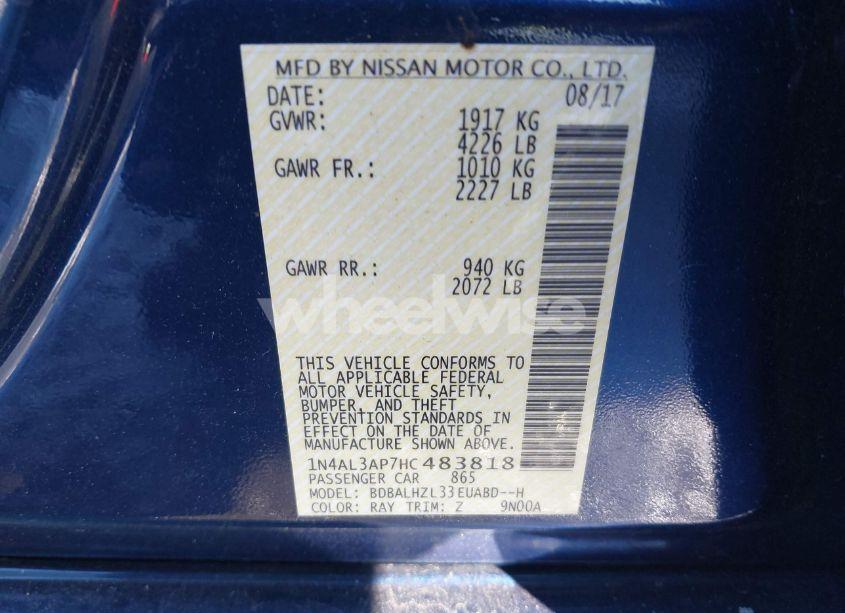 MFD BY NISSAN MOTOR CO., LTD.
DATE: 08/17
GVWR: 1917 KG
4226 LB
GAWR FR.: 1010 KG
2227 LB
GAWR RR.: 940 KG
2072 LB
wheelwise
THIS VEHICLE CONFORMS TO
ALL APPLICABLE FEDERAL
MOTOR VEHICLE SAFETY,
BUMPER, AND THEFT
PREVENTION STANDARDS IN
EFFECT ON THE DATE OF
MANUFACTURE SHOWN ABOVE.
1N4AL3AP7HC483818
PASSENGER CAR 865
MODEL: BDBALHZL33EUABD--H
COLOR: RAY TRIM: Z 9N00A